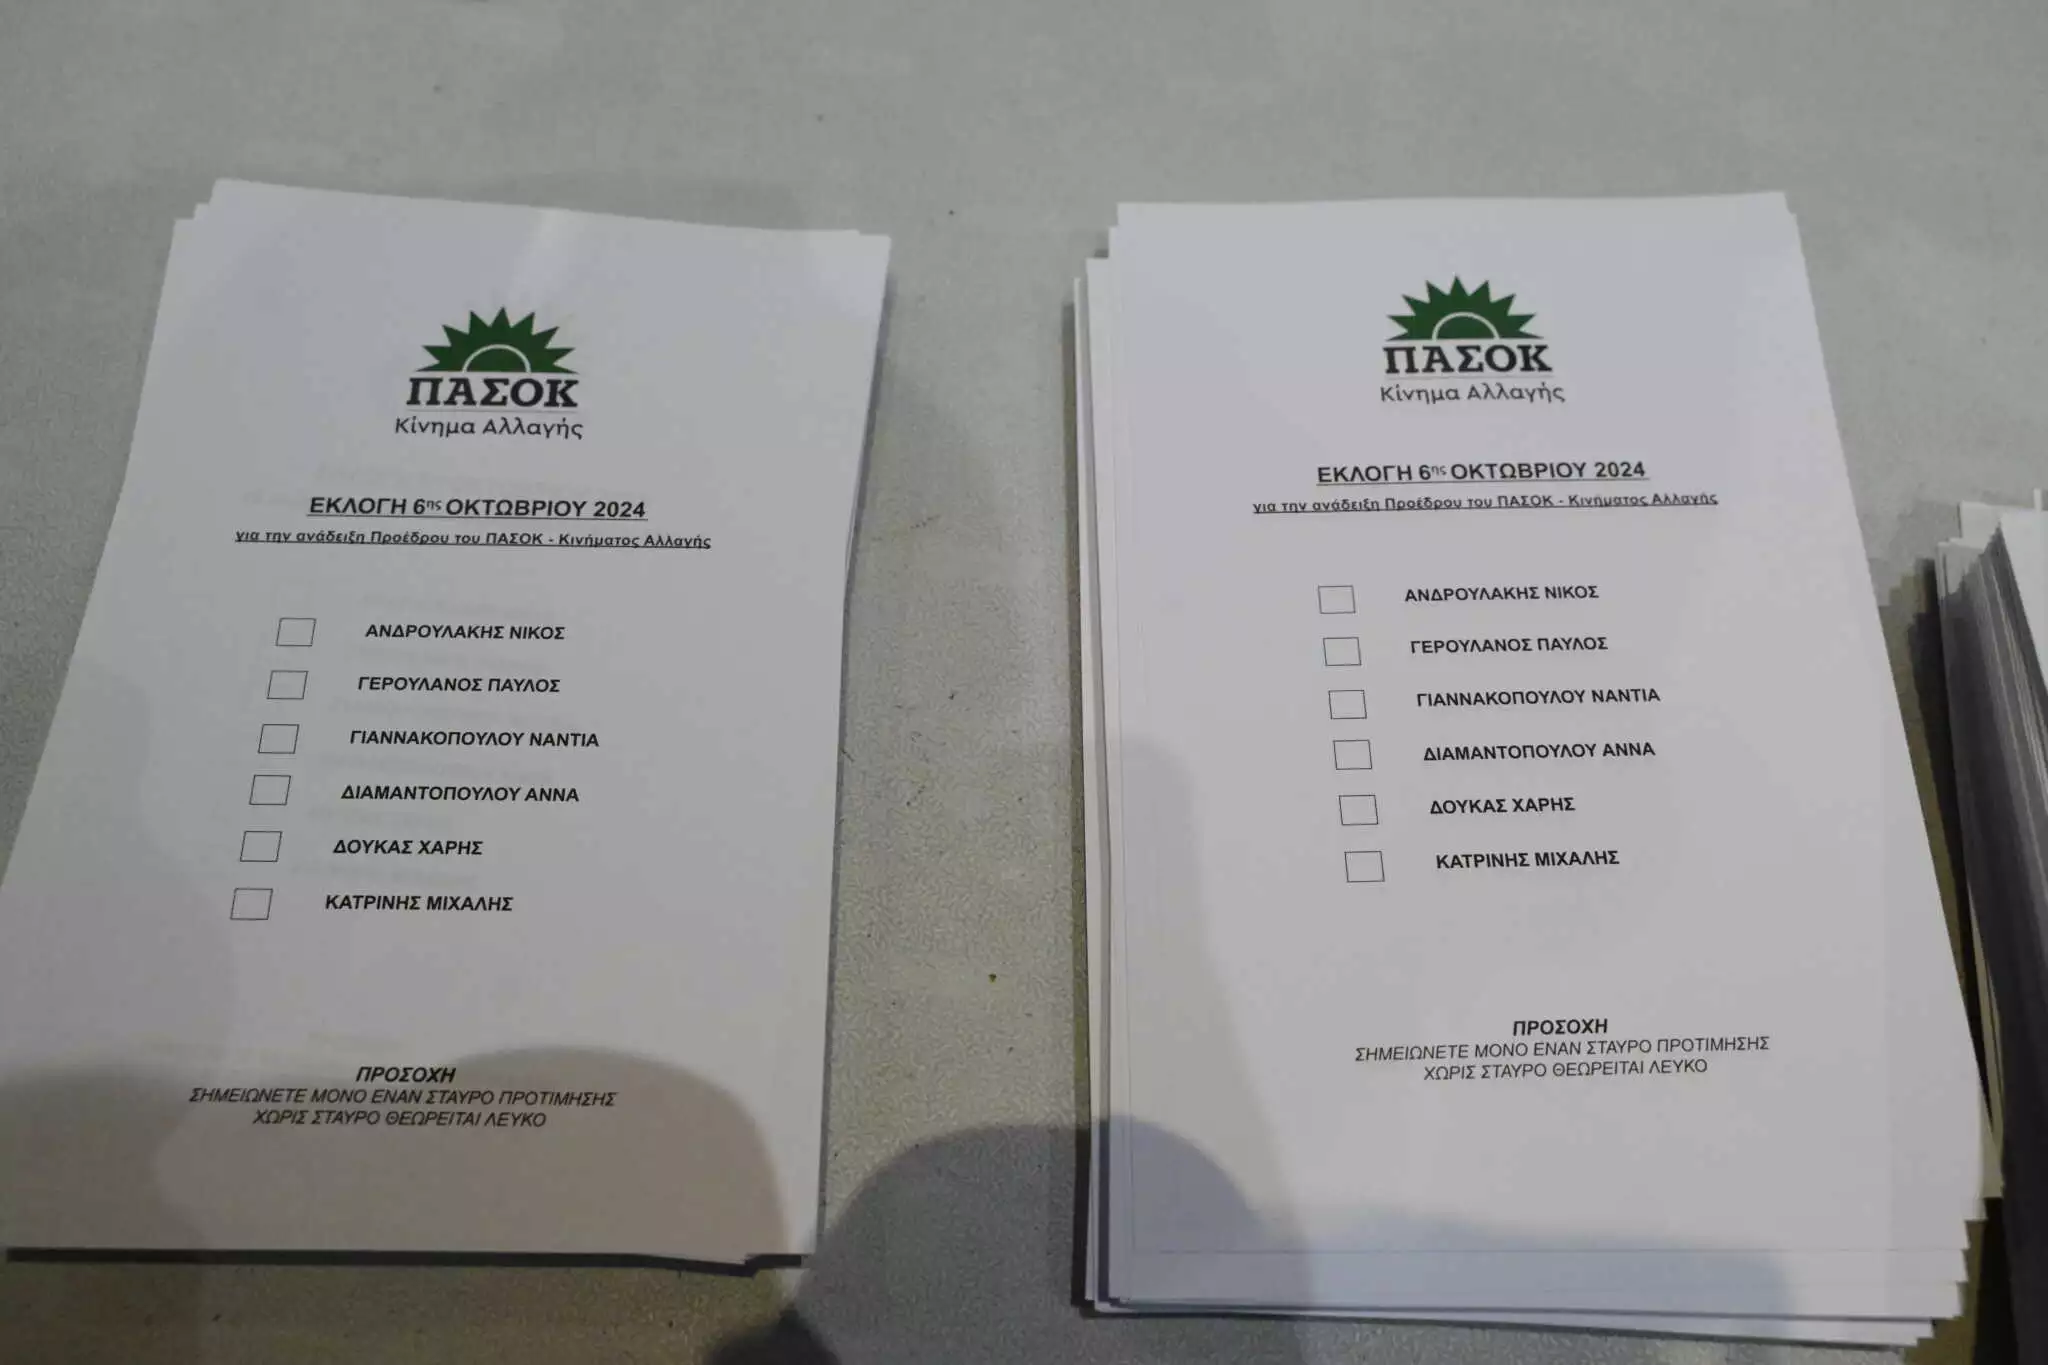 ΠΑΣΟΚ
Κίνημα Αλλαγής
ΕΚΛΟΓΗ 6ης ΟΚΤΩΒΡΙΟΥ 2024
για την ανάδειξη Προέδρου του ΠΑΣΟΚ - Κινήματος Αλλαγής
ΑΝΔΡΟΥΛΑΚΗΣ ΝΙΚΟΣ
ΓΕΡΟΥΛΑΝΟΣ ΠΑΥΛΟΣ
ΓΙΑΝΝΑΚΟΠΟΥΛΟΥ ΝΑΝΤΙΑ
ΔΙΑΜΑΝΤΟΠΟΥΛΟΥ ΑΝΝΑ
ΔΟΥΚΑΣ ΧΑΡΗΣ
ΚΑΤΡΙΝΗΣ ΜΙΧΑΛΗΣ
ΠΡΟΣΟΧΗ
ΣΗΜΕΙΩΝΕΤΕ ΜΟΝΟ ΕΝΑΝ ΣΤΑΥΡΟ ΠΡΟΤΙΜΗΣΗΣ
ΧΩΡΙΣ ΣΤΑΥΡΟ ΘΕΩΡΕΙΤΑΙ ΛΕΥΚΟ
ΠΑΣΟΚ
Κίνημα Αλλαγής
ΕΚΛΟΓΗ 6ης ΟΚΤΩΒΡΙΟΥ 2024
για την ανάδειξη Προέδρου του ΠΑΣΟΚ - Κινήματος Αλλαγής
ΑΝΔΡΟΥΛΑΚΗΣ ΝΙΚΟΣ
ΓΕΡΟΥΛΑΝΟΣ ΠΑΥΛΟΣ
ΓΙΑΝΝΑΚΟΠΟΥΛΟΥ ΝΑΝΤΙΑ
ΔΙΑΜΑΝΤΟΠΟΥΛΟΥ ΑΝΝΑ
ΔΟΥΚΑΣ ΧΑΡΗΣ
ΚΑΤΡΙΝΗΣ ΜΙΧΑΛΗΣ
ΠΡΟΣΟΧΗ
ΣΗΜΕΙΩΝΕΤΕ ΜΟΝΟ ΕΝΑΝ ΣΤΑΥΡΟ ΠΡΟΤΙΜΗΣΗΣ
ΧΩΡΙΣ ΣΤΑΥΡΟ ΘΕΩΡΕΙΤΑΙ ΛΕΥΚΟ